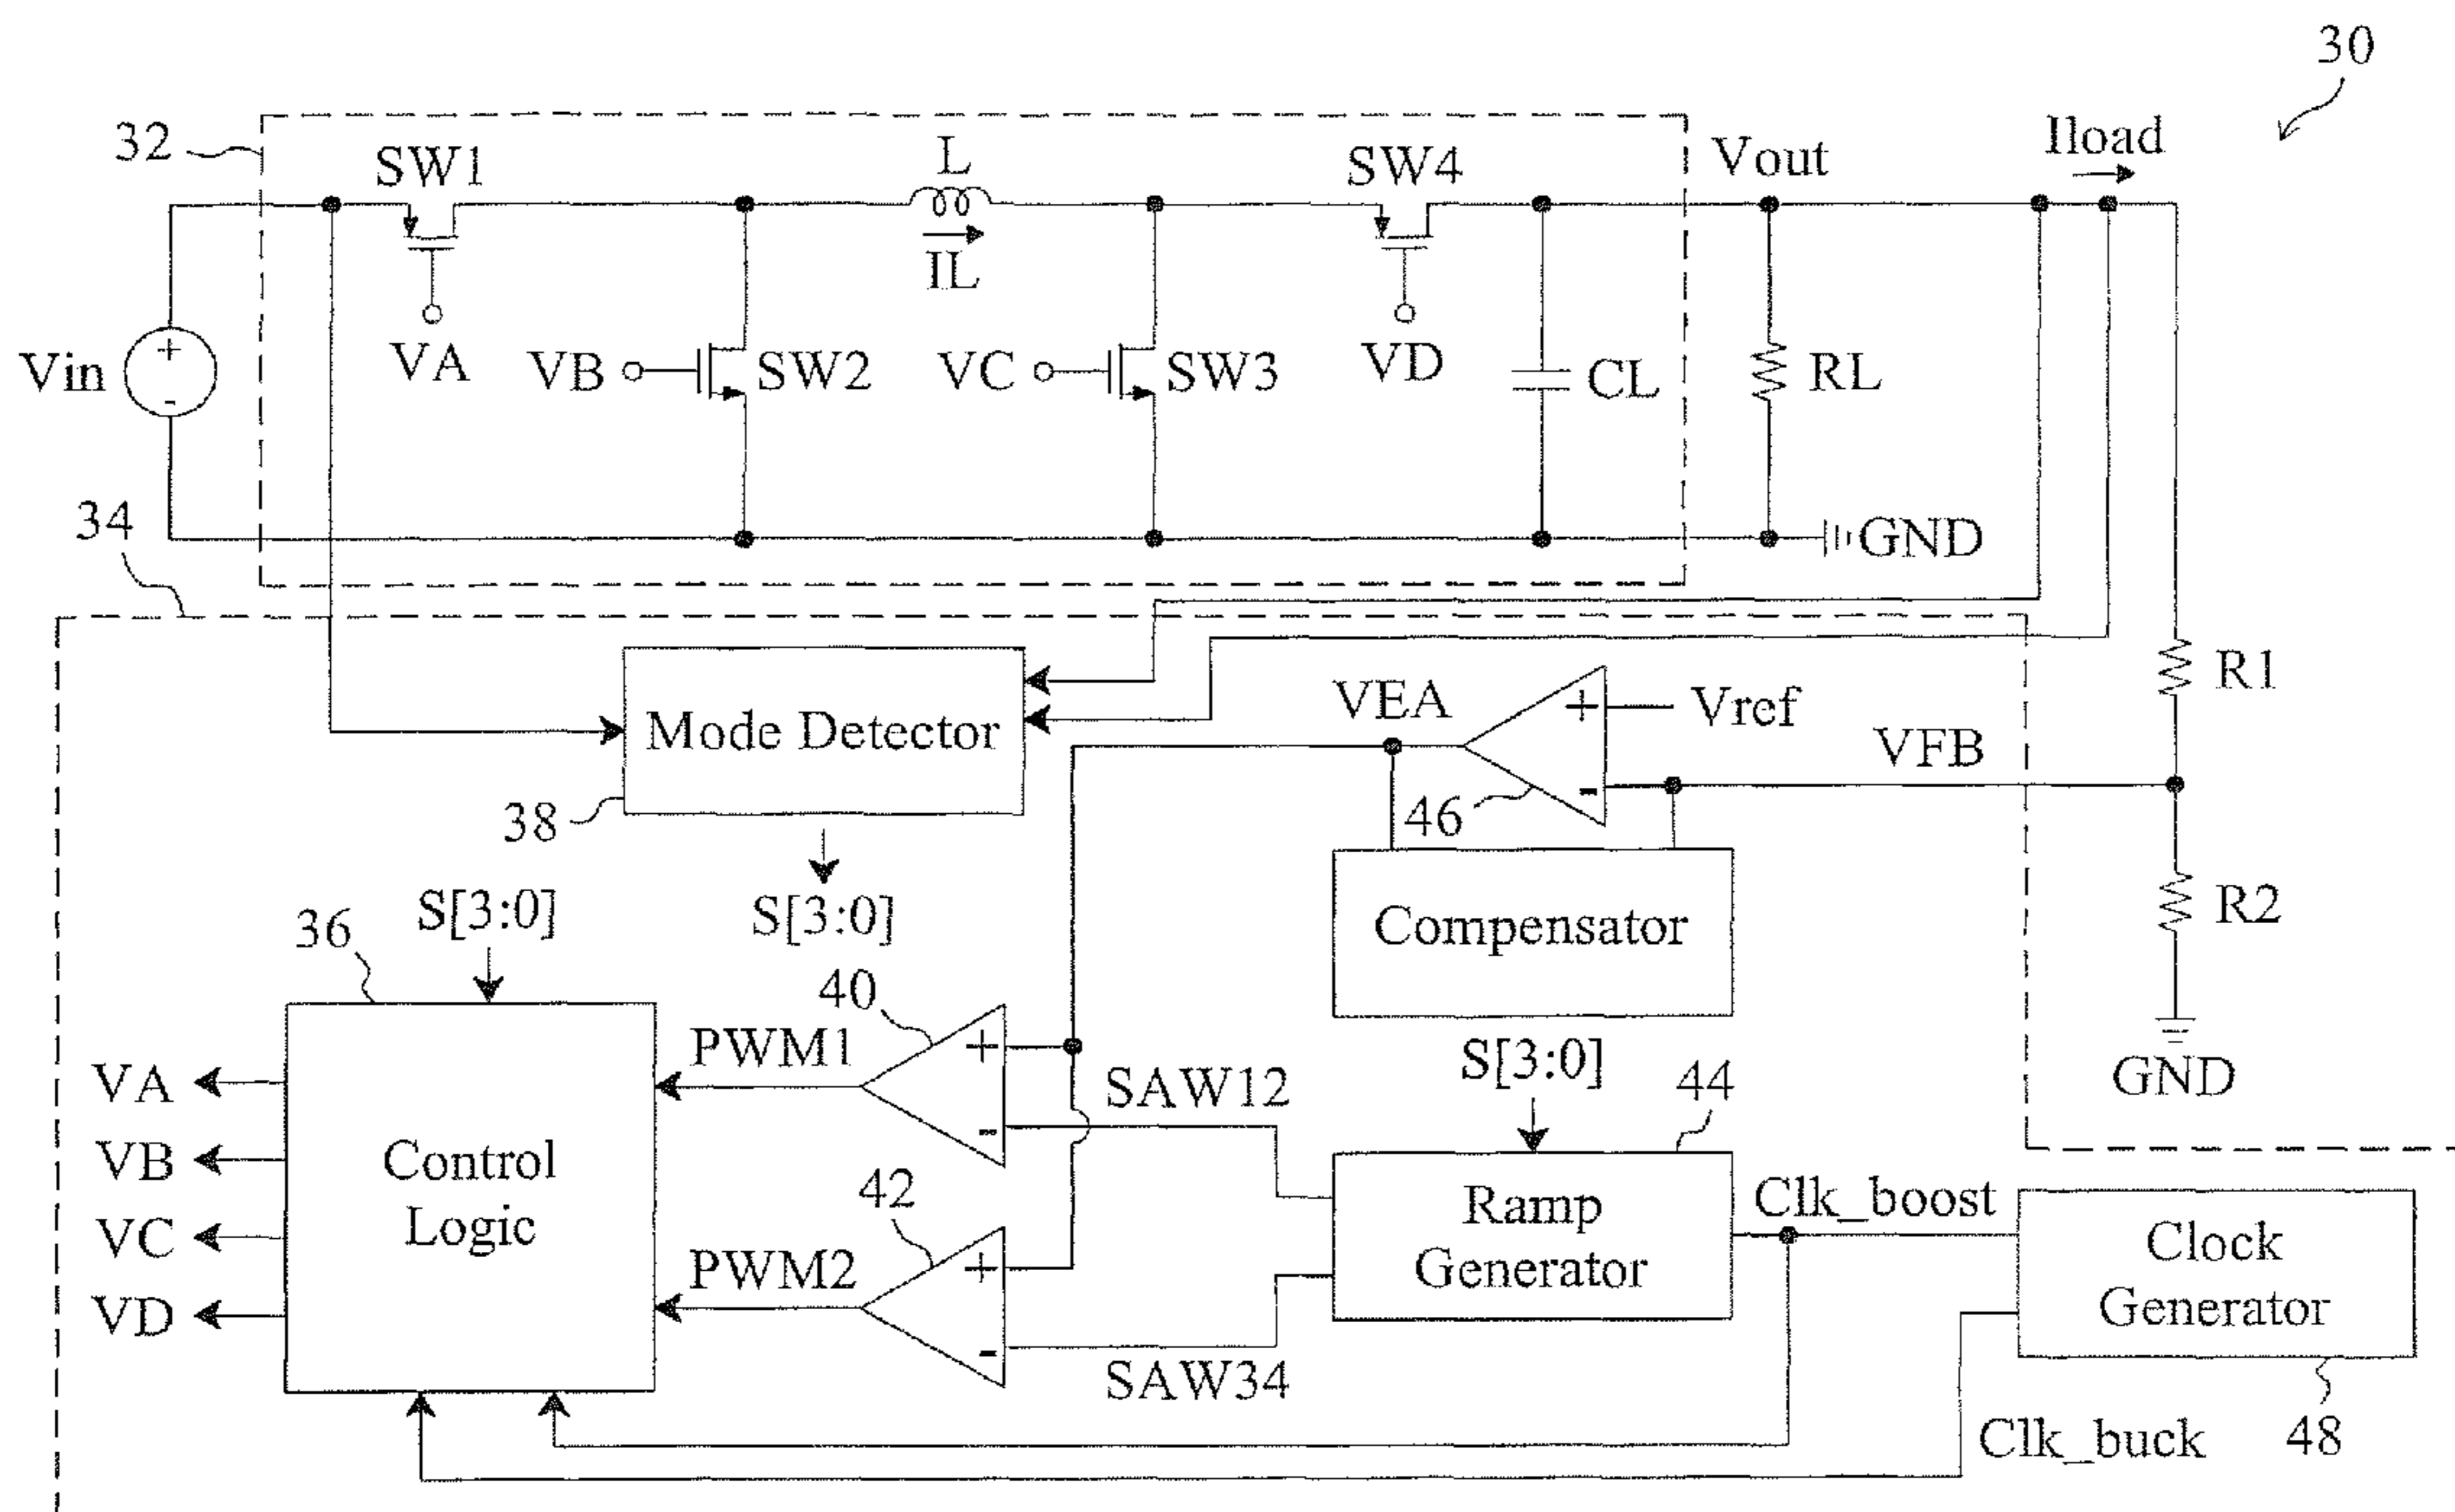 30
32
SW1
L
SW4
Vout
Iload
IL
VA
VD
Vin
+
-
VB
SW2
VC
SW3
CL
RL
34
GND
Mode Detector
38
VEA
+
Vref
-
VFB
46
R1
R2
GND
Compensator
S[3:0]
36
S[3:0]
40
PWM1
+
-
SAW12
S[3:0]
44
VA
VB
VC
VD
Control
Logic
42
PWM2
+
-
SAW34
Ramp
Generator
Clk_boost
Clock
Generator
Clk_buck
48